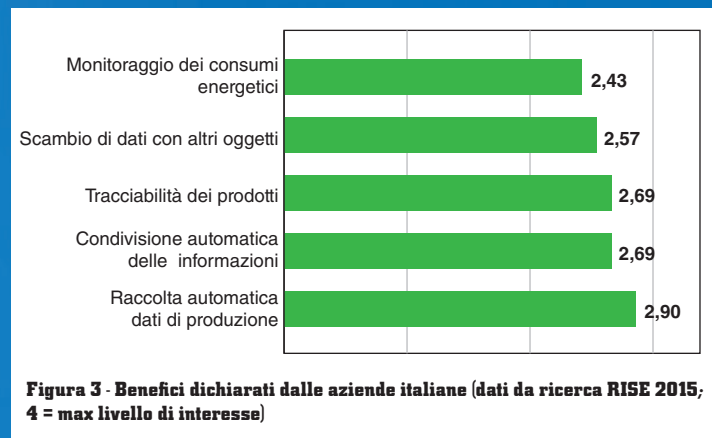 Monitoraggio dei consumi
energetici
2,43
Scambio di dati con altri oggetti
2,57
Tracciabilità dei prodotti
2,69
Condivisione automatica
delle informazioni
2,69
Raccolta automatica
dati di produzione
2,90
Figura 3 - Benefici dichiarati dalle aziende italiane (dati da ricerca RISE 2015;
4 = max livello di interesse)